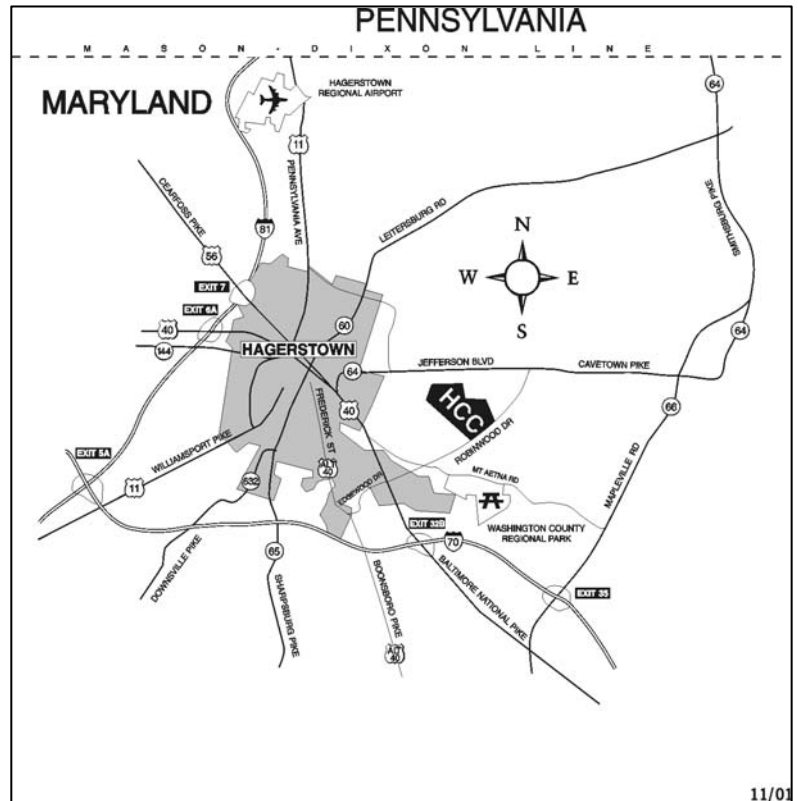 PENNSYLVANIA
MASON-DIXON LINE
64
HAGERSTOWN
REGIONAL AIRPORT
MARYLAND
11
PENNSYLVANIA AVE
CEARFOSS PIKE
LEITERSBURG RD
SMITHSBURG PIKE
81
56
N
W E
S
EXIT 7
EXIT 6A
40
144
60
64
HAGERSTOWN
JEFFERSON BLVD
CAVETOWN PIKE
64
40
HCC
66
FREDERICK ST
ROBINWOOD DR
WILLIAMSPORT PIKE
EXIT 5A
ALT
40
EDGEWOOD DR
MT AETNA RD
MAPLEVILLE RD
11
632
WASHINGTON COUNTY
REGIONAL PARK
EXIT 32B
70
65
DOWNSVILLE PIKE
SHARPSBURG PIKE
BOONSBORO PIKE
BALTIMORE NATIONAL PIKE
EXIT 35
ALT
40
11/01